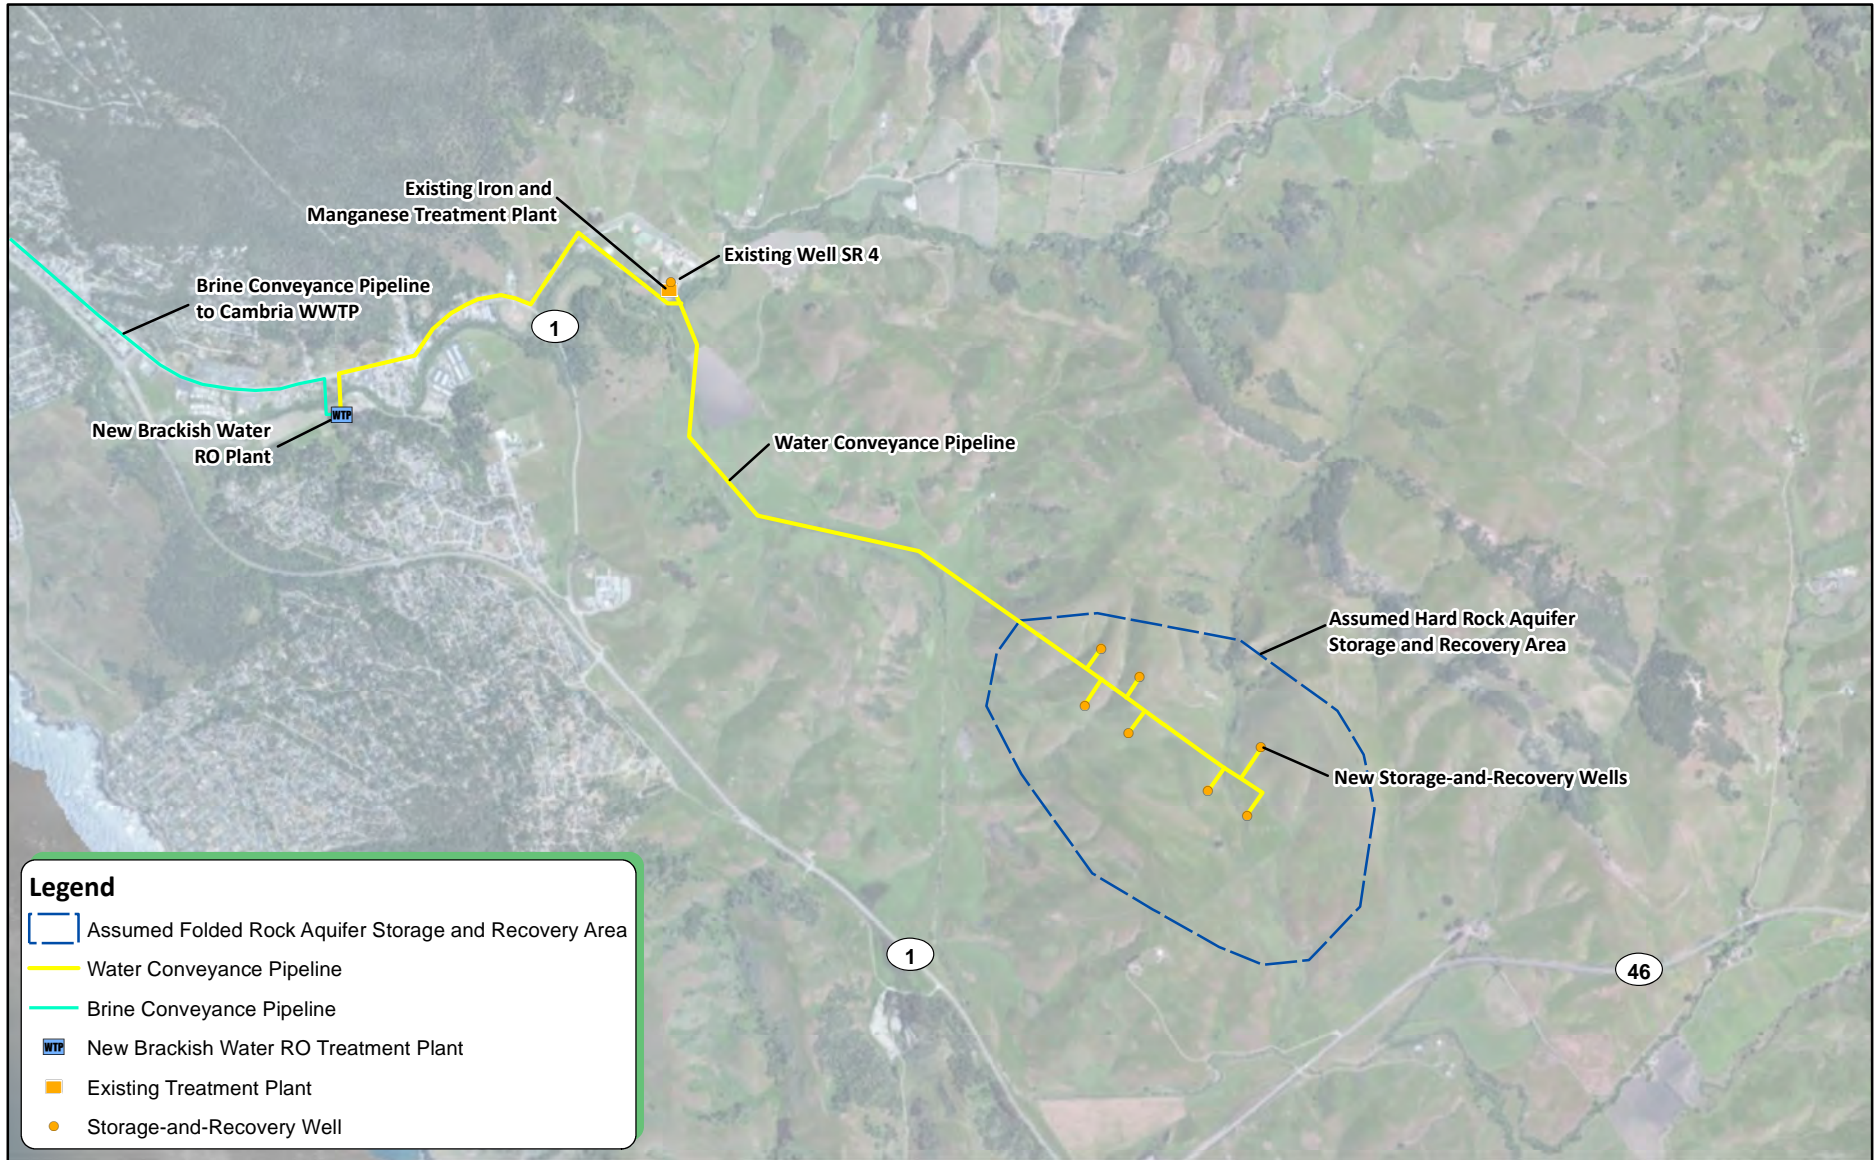 Existing Iron and
Manganese Treatment Plant
Existing Well SR 4
Brine Conveyance Pipeline
to Cambria WWTP
1
WTP
New Brackish Water
RO Plant
Water Conveyance Pipeline
Assumed Hard Rock Aquifer
Storage and Recovery Area
New Storage-and-Recovery Wells
1
46
Legend
Assumed Folded Rock Aquifer Storage and Recovery Area
Water Conveyance Pipeline
Brine Conveyance Pipeline
WTP New Brackish Water RO Treatment Plant
Existing Treatment Plant
Storage-and-Recovery Well